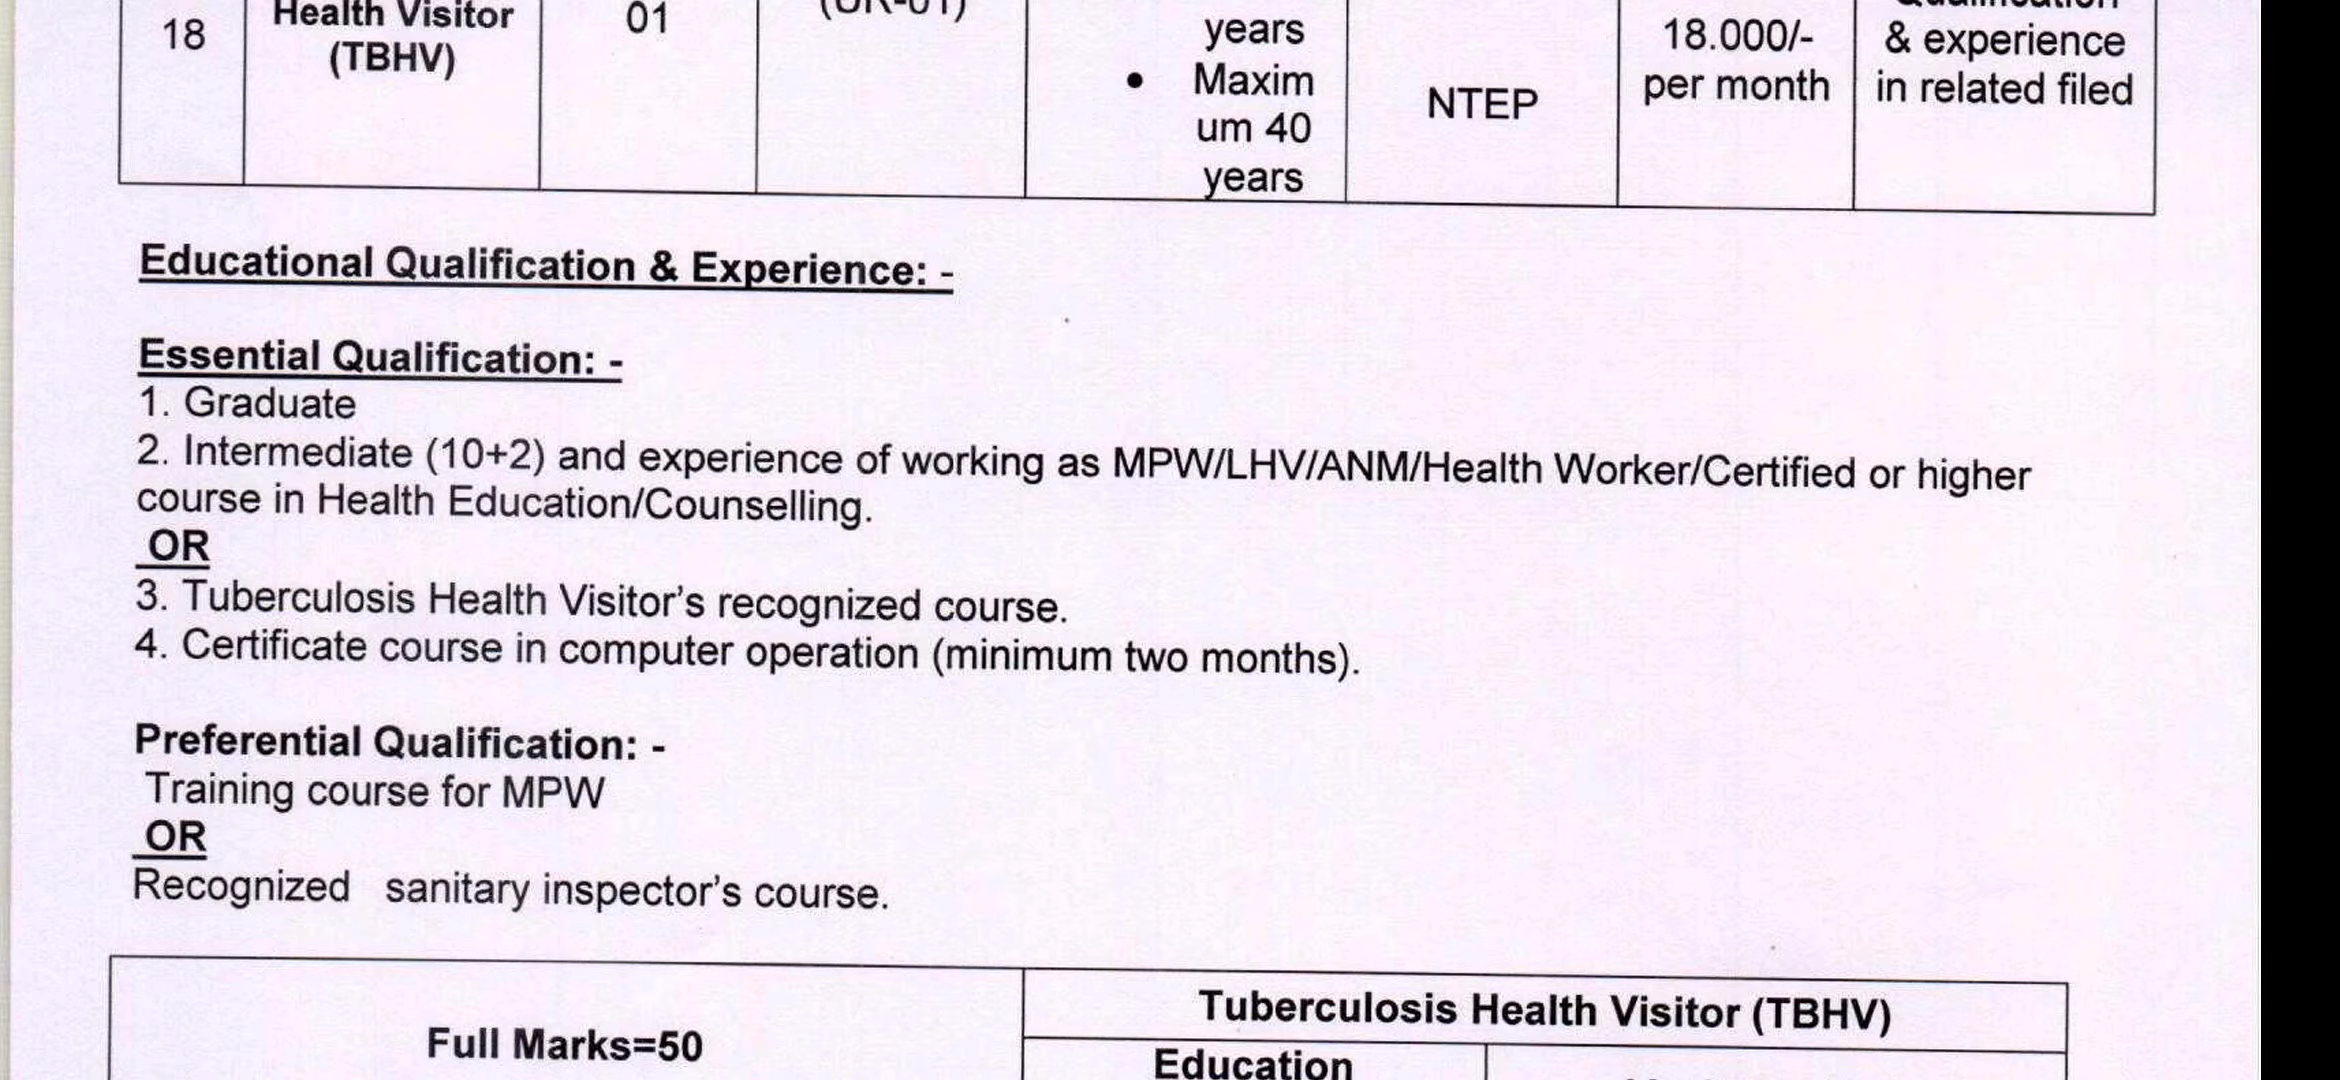 18
Health Visitor
(TBHV)
01
years
• Maxim
um 40
years
NTEP
18.000/-
per month
& experience
in related filed
Educational Qualification & Experience: -
Essential Qualification: -
1. Graduate
2. Intermediate (10+2) and experience of working as MPW/LHV/ANM/Health Worker/Certified or higher
course in Health Education/Counselling.
OR
3. Tuberculosis Health Visitor’s recognized course.
4. Certificate course in computer operation (minimum two months).
Preferential Qualification: -
Training course for MPW
OR
Recognized sanitary inspector’s course.
Full Marks=50
Tuberculosis Health Visitor (TBHV)
Education